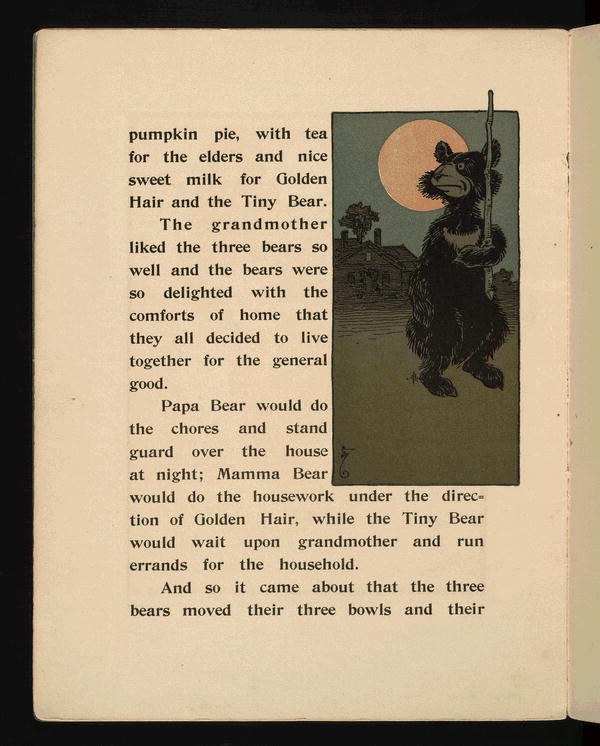 pumpkin pie, with tea
for the elders and nice
sweet milk for Golden
Hair and the Tiny Bear.
The grandmother
liked the three bears so
well and the bears were
so delighted with the
comforts of home that
they all decided to live
together for the general
good.
Papa Bear would do
the chores and stand
guard over the house
at night; Mamma Bear
would do the housework under the direc-
tion of Golden Hair, while the Tiny Bear
would wait upon grandmother and run
errands for the household.
And so it came about that the three
bears moved their three bowls and their